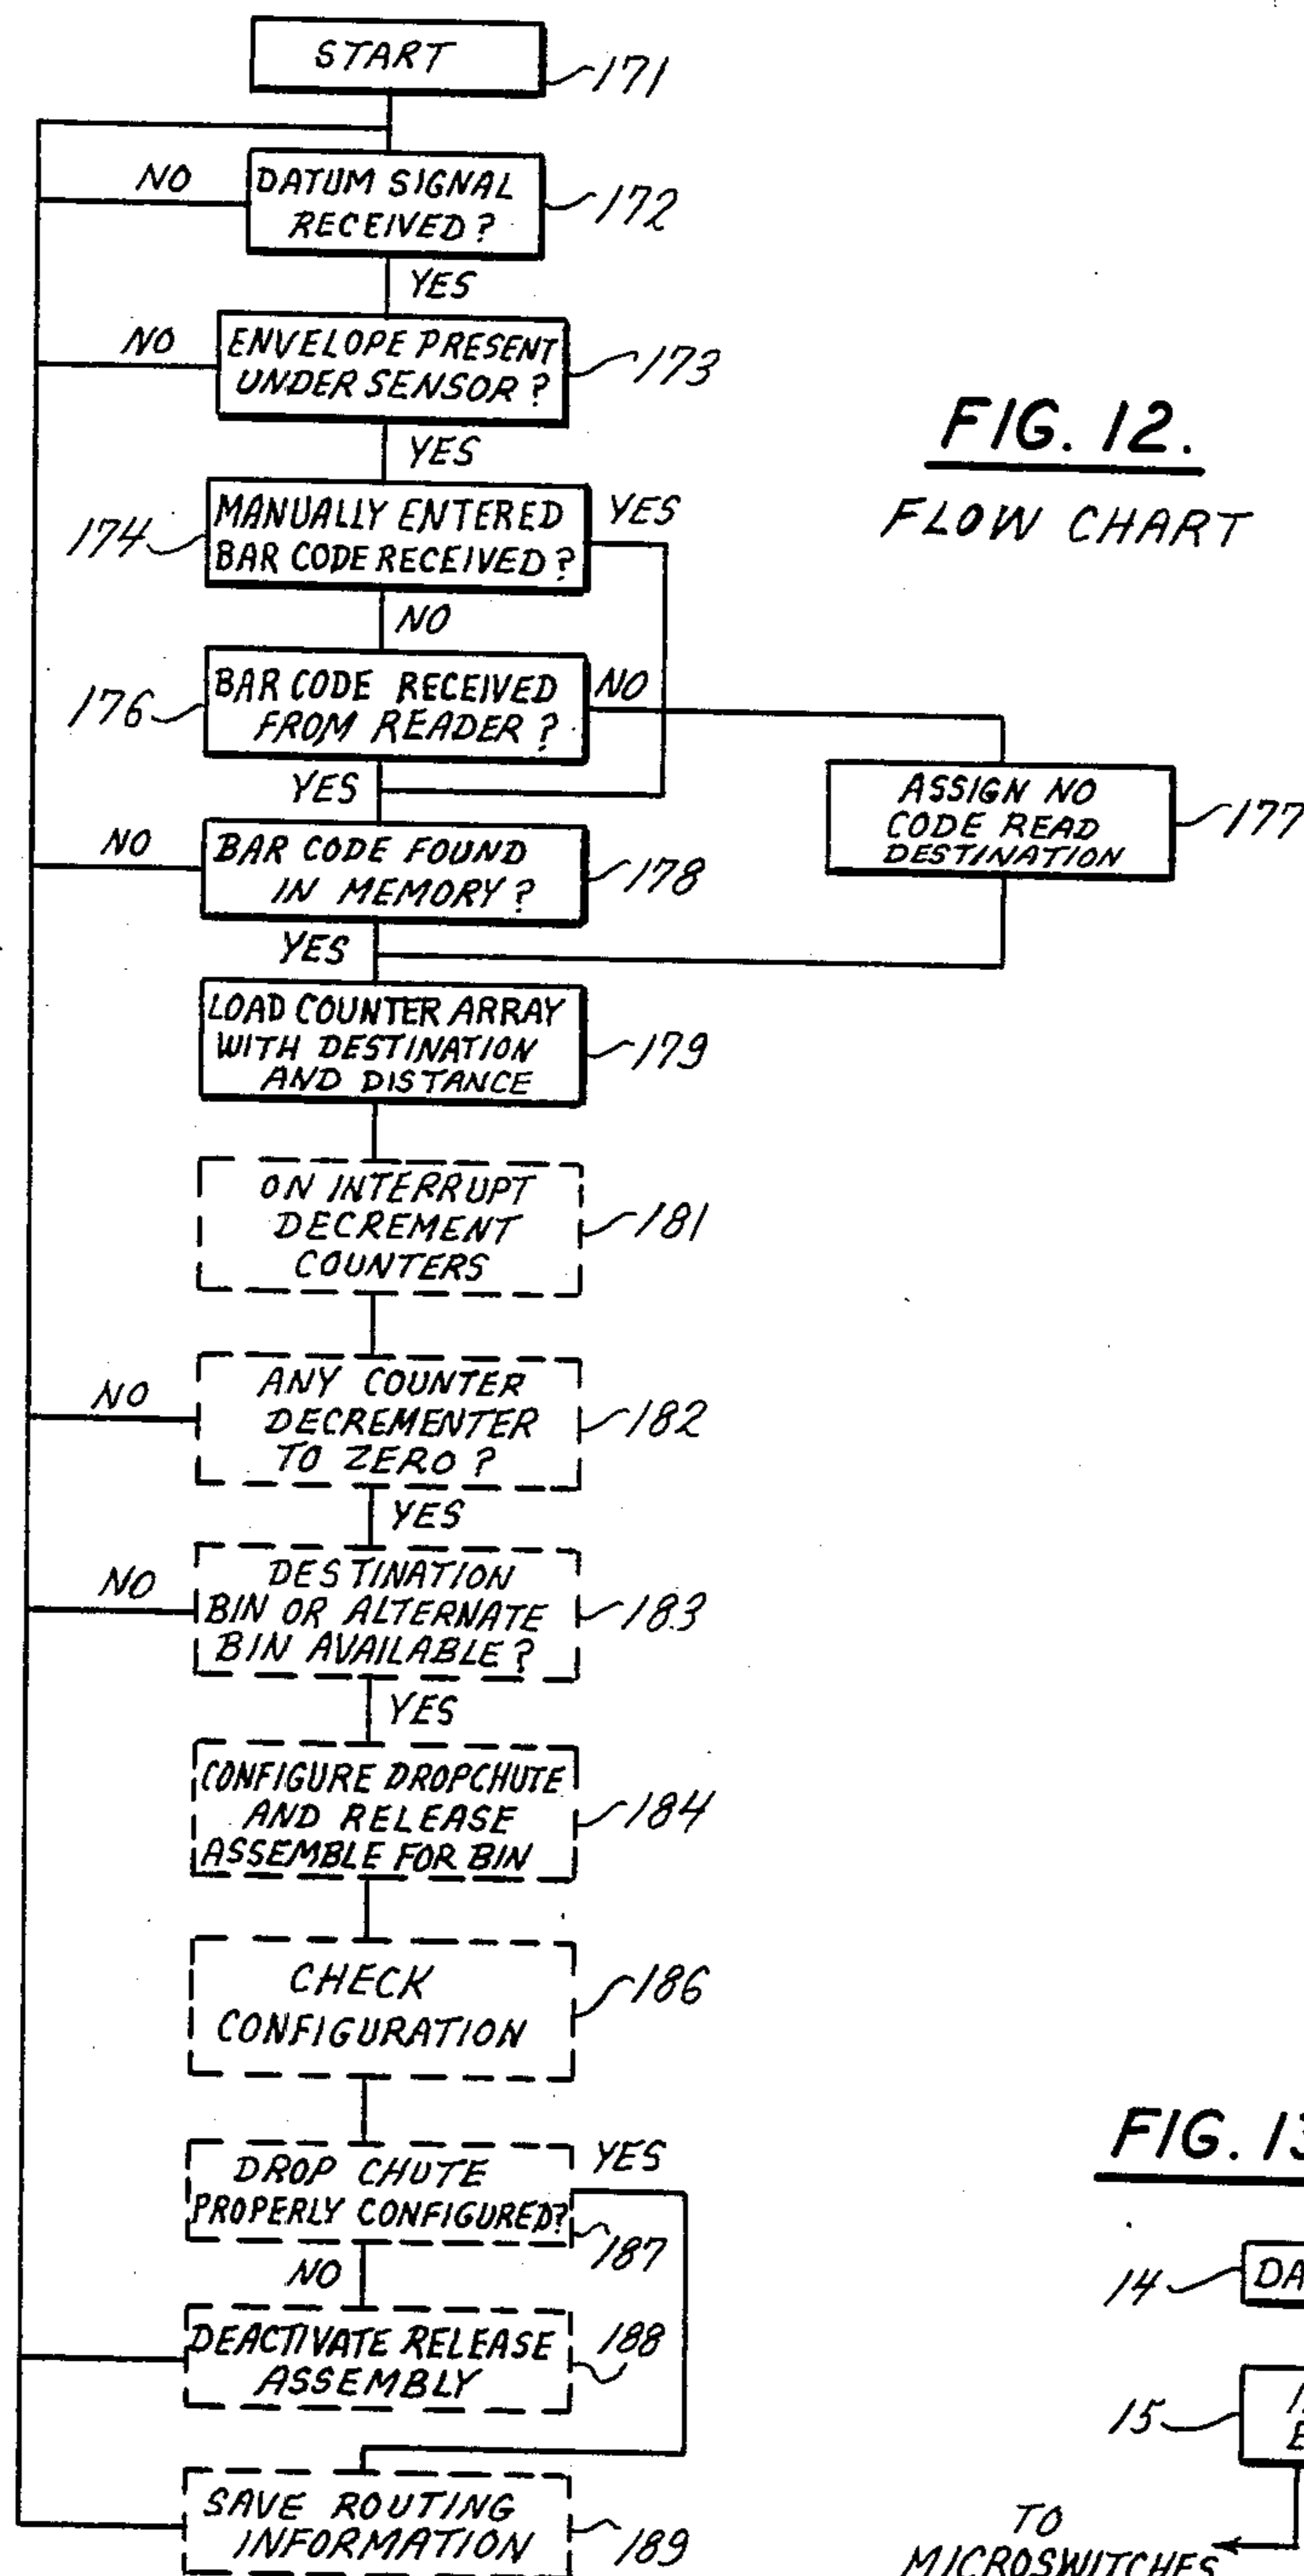 START
171
NO
DATUM SIGNAL
RECEIVED?
172
YES
NO
ENVELOPE PRESENT
UNDER SENSOR?
173
YES
FIG. 12.
FLOW CHART
174
MANUALLY ENTERED
BAR CODE RECEIVED?
YES
NO
176
BAR CODE RECEIVED
FROM READER?
NO
YES
ASSIGN NO
CODE READ
DESTINATION
177
NO
BAR CODE FOUND
IN MEMORY?
178
YES
LOAD COUNTER ARRAY
WITH DESTINATION
AND DISTANCE
179
ON INTERRUPT
DECREMENT
COUNTERS
181
NO
ANY COUNTER
DECREMENTER
TO ZERO?
182
YES
NO
DESTINATION
BIN OR ALTERNATE
BIN AVAILABLE?
183
YES
CONFIGURE DROPCHUTE
AND RELEASE
ASSEMBLE FOR BIN
184
CHECK
CONFIGURATION
186
DROP CHUTE
PROPERLY CONFIGURED?
YES
187
NO
DEACTIVATE RELEASE
ASSEMBLY
188
SAVE ROUTING
INFORMATION
189
FIG. 13
14
DA
15
E
TO
MICROSWITCHES